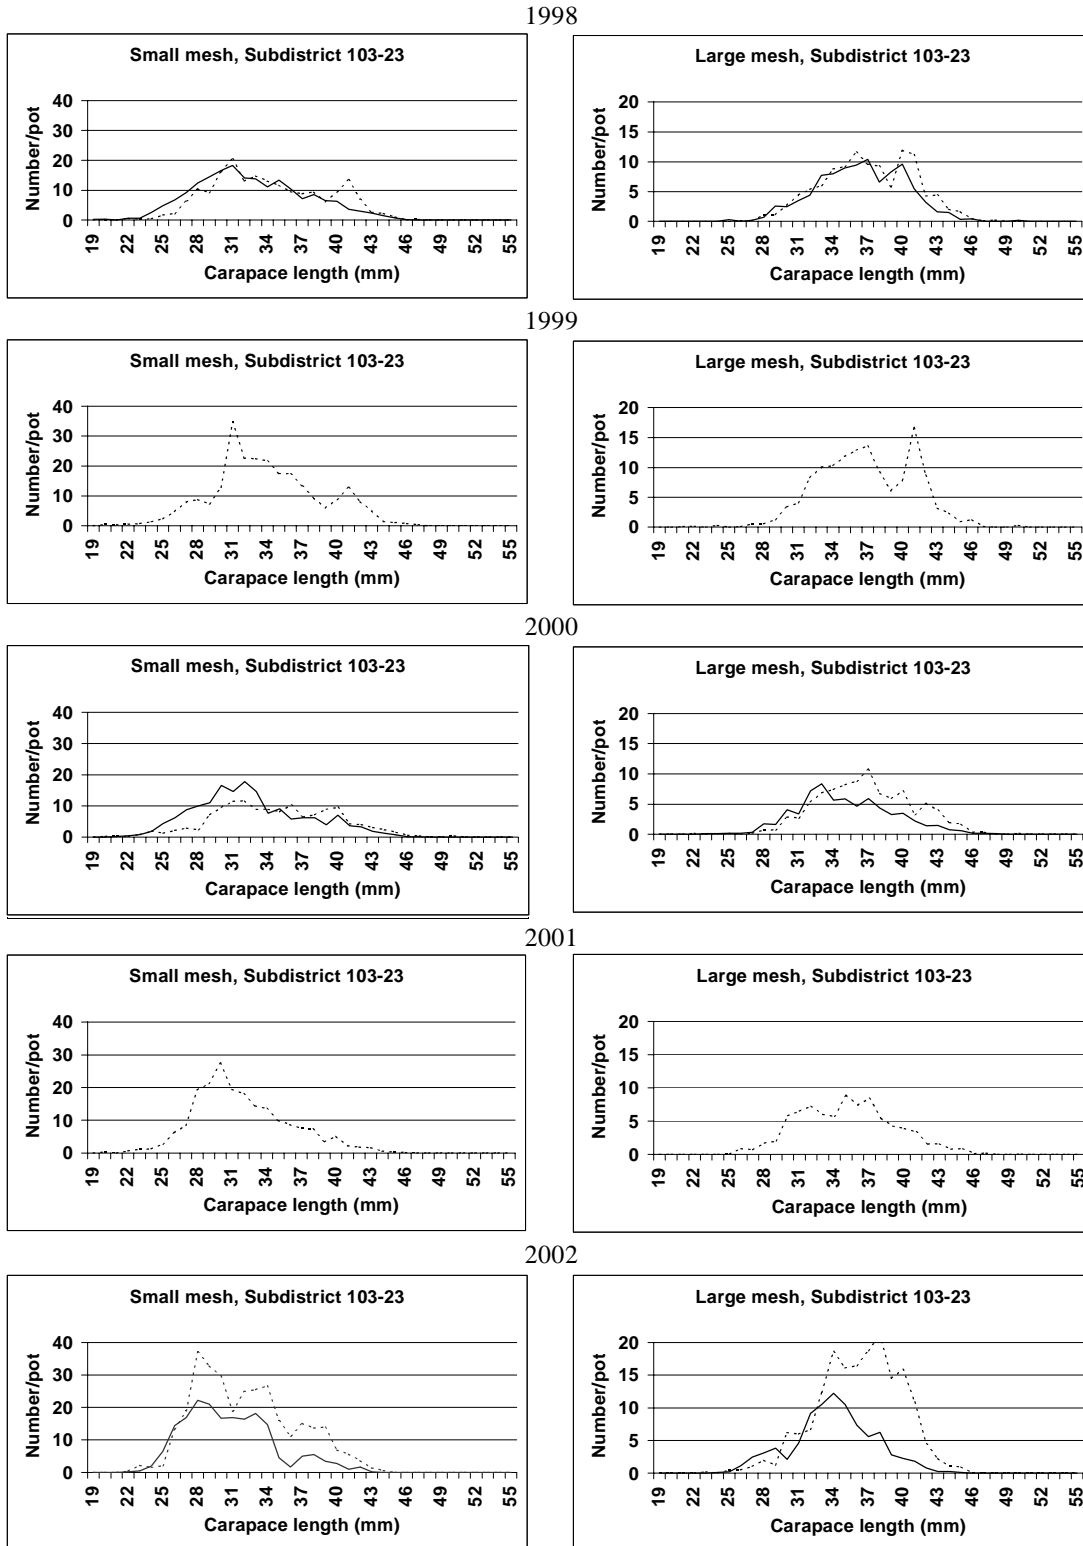 1998
Small mesh, Subdistrict 103-23
Number/pot
40
30
20
10
0
19 22 25 28 31 34 37 40 43 46 49 52 55
Carapace length (mm)
Large mesh, Subdistrict 103-23
Number/pot
20
15
10
5
0
19 22 25 28 31 34 37 40 43 46 49 52 55
Carapace length (mm)
1999
Small mesh, Subdistrict 103-23
Number/pot
40
30
20
10
0
19 22 25 28 31 34 37 40 43 46 49 52 55
Carapace length (mm)
Large mesh, Subdistrict 103-23
Number/pot
20
15
10
5
0
19 22 25 28 31 34 37 40 43 46 49 52 55
Carapace length (mm)
2000
Small mesh, Subdistrict 103-23
Number/pot
40
30
20
10
0
19 22 25 28 31 34 37 40 43 46 49 52 55
Carapace length (mm)
Large mesh, Subdistrict 103-23
Number/pot
20
15
10
5
0
19 22 25 28 31 34 37 40 43 46 49 52 55
Carapace length (mm)
2001
Small mesh, Subdistrict 103-23
Number/pot
40
30
20
10
0
19 22 25 28 31 34 37 40 43 46 49 52 55
Carapace length (mm)
Large mesh, Subdistrict 103-23
Number/pot
20
15
10
5
0
19 22 25 28 31 34 37 40 43 46 49 52 55
Carapace length (mm)
2002
Small mesh, Subdistrict 103-23
Number/pot
40
30
20
10
0
19 22 25 28 31 34 37 40 43 46 49 52 55
Carapace length (mm)
Large mesh, Subdistrict 103-23
Number/pot
20
15
10
5
0
19 22 25 28 31 34 37 40 43 46 49 52 55
Carapace length (mm)